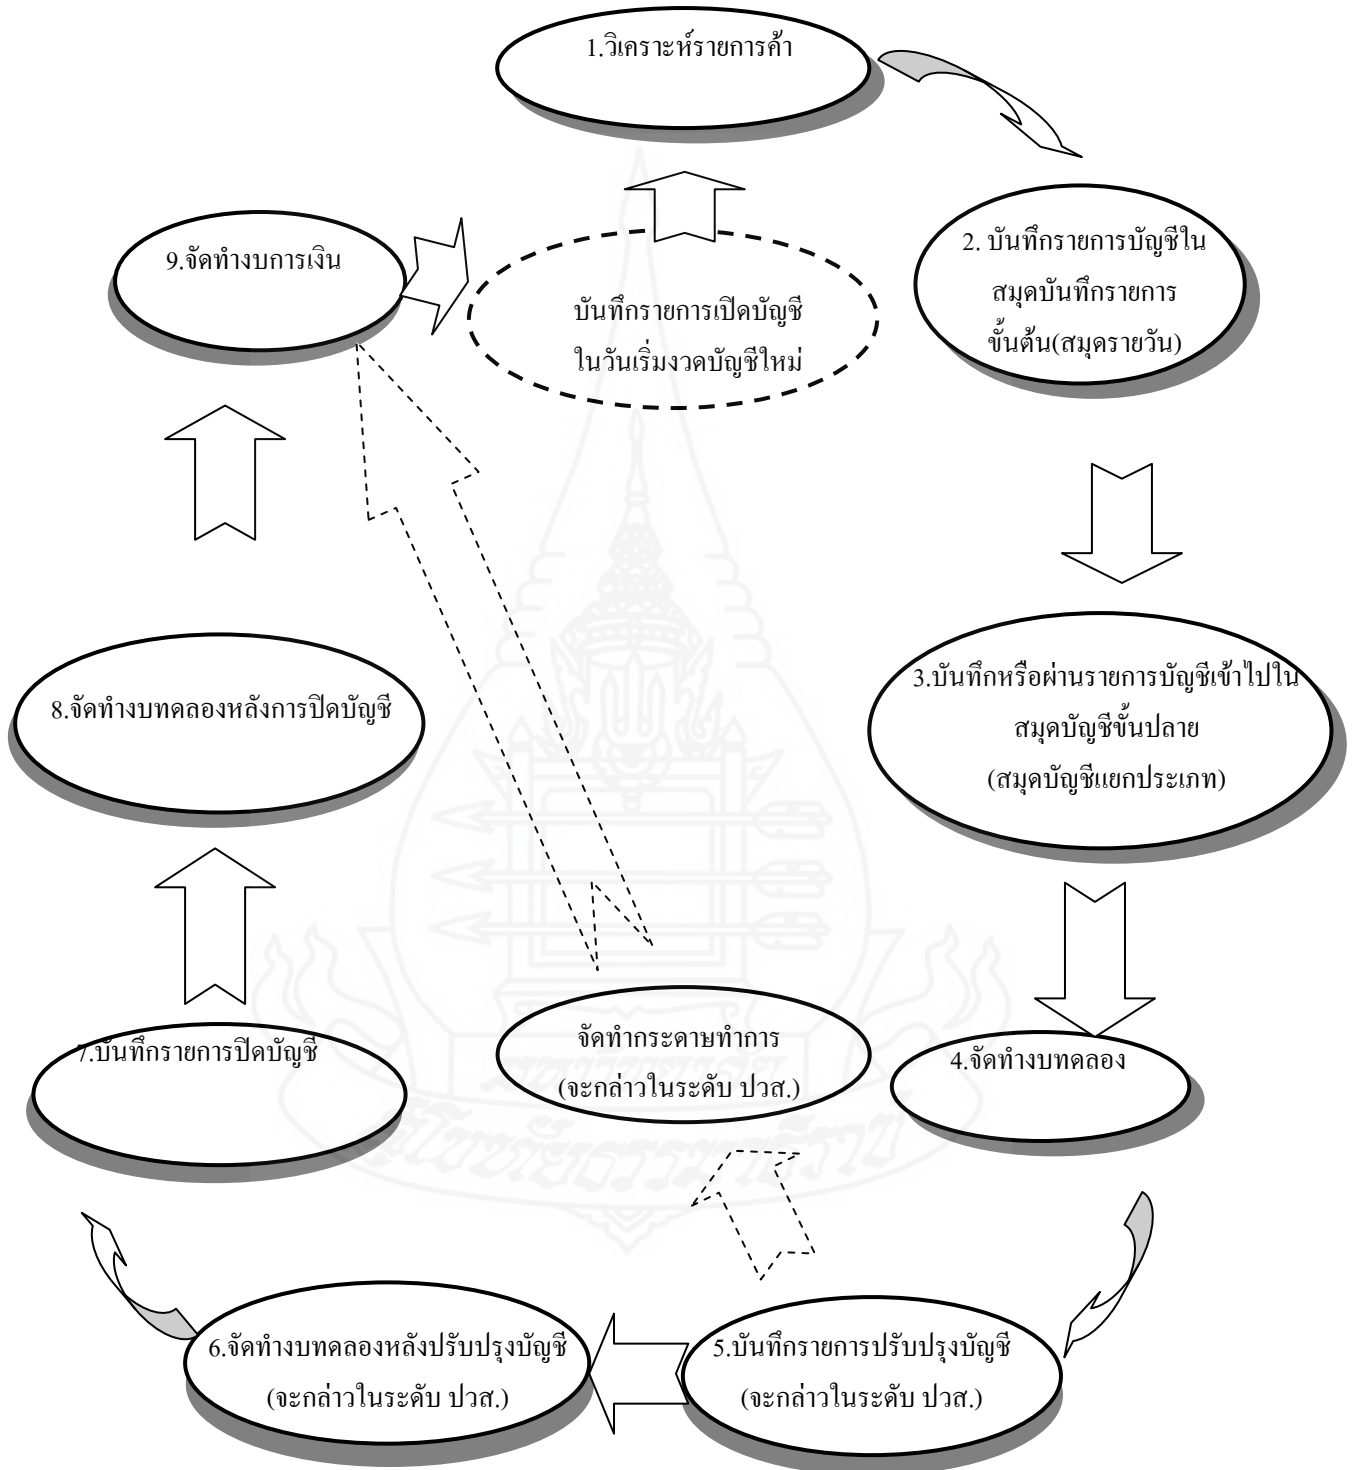 1.วิเคราะห์รายการค้า
2. บันทึกรายการบัญชีใน
สมุดบันทึกรายการ
ขั้นต้น(สมุดรายวัน)
9.จัดทำงบการเงิน
บันทึกรายการเปิดบัญชี
ในวันเริ่มงวดบัญชีใหม่
3.บันทึกหรือผ่านรายการบัญชีเข้าไปใน
สมุดบัญชีขั้นปลาย
(สมุดบัญชีแยกประเภท)
8.จัดทำงบทดลองหลังการปิดบัญชี
4.จัดทำงบทดลอง
จัดทำกระดาษทำการ
(จะกล่าวในระดับ ปวส.)
7.บันทึกรายการปิดบัญชี
5.บันทึกรายการปรับปรุงบัญชี
(จะกล่าวในระดับ ปวส.)
6.จัดทำงบทดลองหลังปรับปรุงบัญชี
(จะกล่าวในระดับ ปวส.)